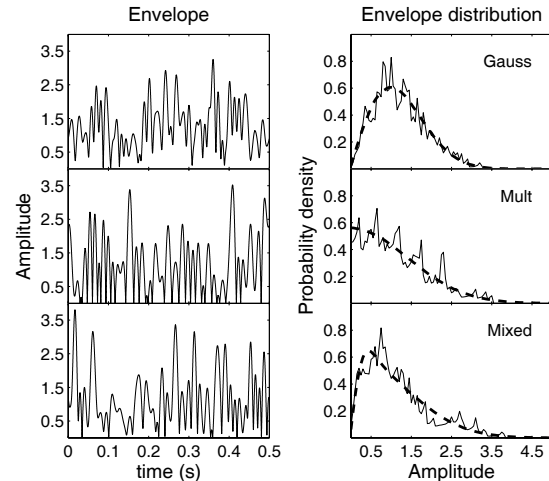 Envelope
Envelope distribution
Amplitude
3.5
2.5
1.5
0.5
3.5
2.5
1.5
0.5
3.5
2.5
1.5
0.5
0 0.1 0.2 0.3 0.4 0.5
time (s)
Probability density
0.8
0.6
0.4
0.2
Gauss
0.8
0.6
0.4
0.2
Mult
0.8
0.6
0.4
0.2
Mixed
0.5 1.5 2.5 3.5 4.5
Amplitude